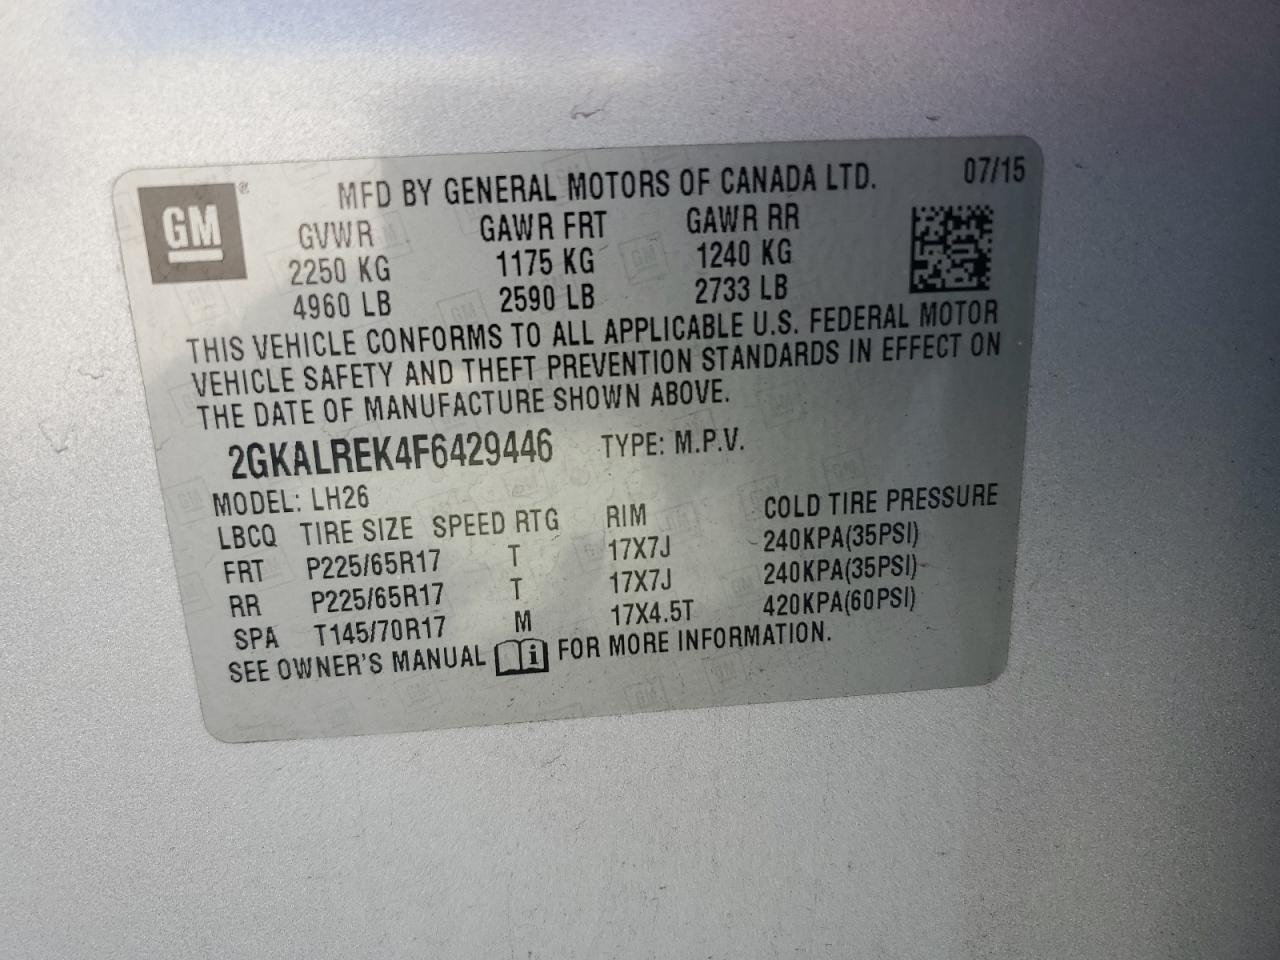 GM® MFD BY GENERAL MOTORS OF CANADA LTD. 07/15
GVWR GAWR FRT GAWR RR
2250 KG 1175 KG 1240 KG
4960 LB 2590 LB 2733 LB
THIS VEHICLE CONFORMS TO ALL APPLICABLE U.S. FEDERAL MOTOR
VEHICLE SAFETY AND THEFT PREVENTION STANDARDS IN EFFECT ON
THE DATE OF MANUFACTURE SHOWN ABOVE.
2GKALREK4F6429446 TYPE: M.P.V.
MODEL: LH26
LBCQ TIRE SIZE SPEED RTG RIM COLD TIRE PRESSURE
FRT P225/65R17 T 17X7J 240KPA(35PSI)
RR P225/65R17 T 17X7J 240KPA(35PSI)
SPA T145/70R17 M 17X4.5T 420KPA(60PSI)
SEE OWNER'S MANUAL i FOR MORE INFORMATION.